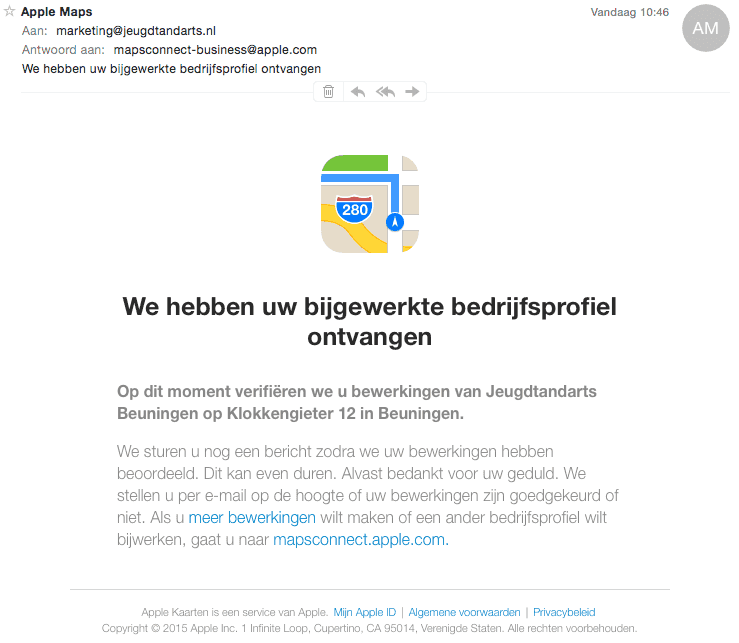 Apple Maps
Vandaag 10:46
AM
Aan: marketing@jeugdtandarts.nl
Antwoord aan: mapsconnect-business@apple.com
We hebben uw bijgewerkte bedrijfsprofiel ontvangen
280
We hebben uw bijgewerkte bedrijfsprofiel
ontvangen
Op dit moment verifiëren we u bewerkingen van Jeugdtandarts
Beuningen op Klokkengieter 12 in Beuningen.
We sturen u nog een bericht zodra we uw bewerkingen hebben
beoordeeld. Dit kan even duren. Alvast bedankt voor uw geduld. We
stellen u per e-mail op de hoogte of uw bewerkingen zijn goedgekeurd of
niet. Als u meer bewerkingen wilt maken of een ander bedrijfsprofiel wilt
bijwerken, gaat u naar mapsconnect.apple.com.
Apple Kaarten is een service van Apple. Mijn Apple ID | Algemene voorwaarden | Privacybeleid
Copyright © 2015 Apple Inc. 1 Infinite Loop, Cupertino, CA 95014, Verenigde Staten. Alle rechten voorbehouden.